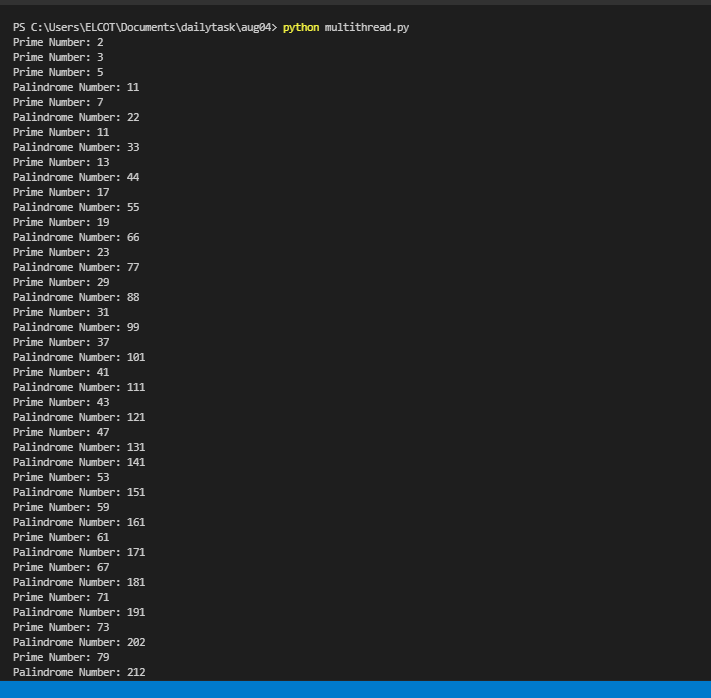 PS C:\Users\ELCOT\Documents\dailytask\aug04> python multithread.py
Prime Number: 2
Prime Number: 3
Prime Number: 5
Palindrome Number: 11
Prime Number: 7
Palindrome Number: 22
Prime Number: 11
Palindrome Number: 33
Prime Number: 13
Palindrome Number: 44
Prime Number: 17
Palindrome Number: 55
Prime Number: 19
Palindrome Number: 66
Prime Number: 23
Palindrome Number: 77
Prime Number: 29
Palindrome Number: 88
Prime Number: 31
Palindrome Number: 99
Prime Number: 37
Palindrome Number: 101
Prime Number: 41
Palindrome Number: 111
Prime Number: 43
Palindrome Number: 121
Prime Number: 47
Palindrome Number: 131
Palindrome Number: 141
Prime Number: 53
Palindrome Number: 151
Prime Number: 59
Palindrome Number: 161
Prime Number: 61
Palindrome Number: 171
Prime Number: 67
Palindrome Number: 181
Prime Number: 71
Palindrome Number: 191
Prime Number: 73
Palindrome Number: 202
Prime Number: 79
Palindrome Number: 212